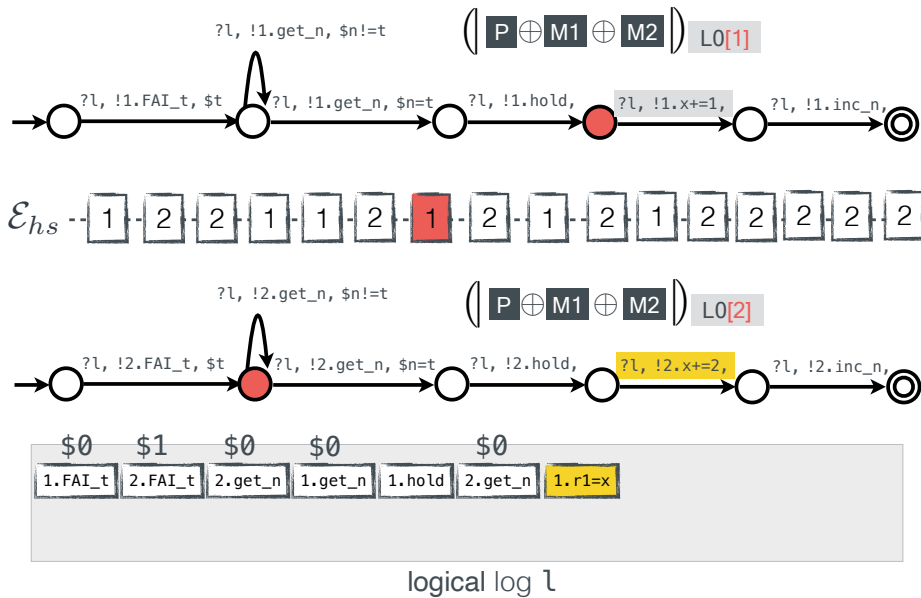 ?l, !1.get_n, $n!=t
( P ⊕ M1 ⊕ M2 ) L0[1]
?l, !1.FAI_t, $t
?l, !1.get_n, $n=t
?l, !1.hold,
?l, !1.x+=1,
?l, !1.inc_n,
ℰhs 1 2 2 1 1 2 1 2 1 2 1 2 2 2 2 2
?l, !2.get_n, $n!=t
( P ⊕ M1 ⊕ M2 ) L0[2]
?l, !2.FAI_t, $t
?l, !2.get_n, $n=t
?l, !2.hold,
?l, !2.x+=2,
?l, !2.inc_n,
$0 $1 $0 $0 $0
1.FAI_t 2.FAI_t 2.get_n 1.get_n 1.hold 2.get_n 1.r1=x
logical log l